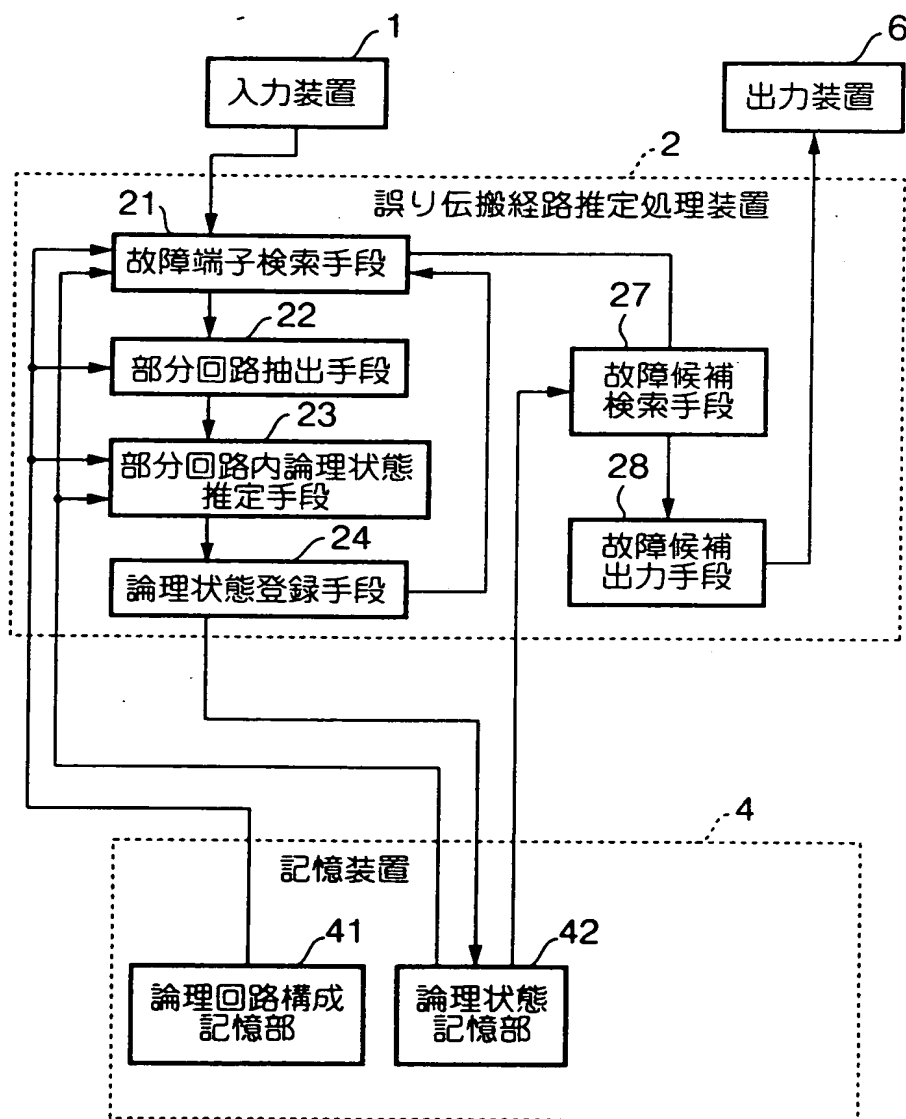 1
入力装置
6
出力装置
2
誤り伝搬経路推定処理装置
21
故障端子検索手段
22
部分回路抽出手段
23
部分回路内論理状態
推定手段
24
論理状態登録手段
27
故障候補
検索手段
28
故障候補
出力手段
4
記憶装置
41
論理回路構成
記憶部
42
論理状態
記憶部